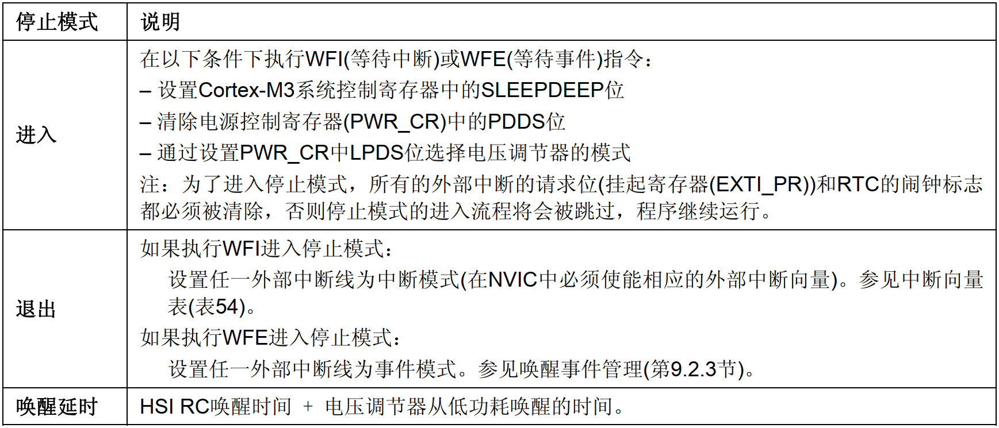 停止模式 说明
进入
在以下条件下执行WFI(等待中断)或WFE(等待事件)指令：
– 设置Cortex-M3系统控制寄存器中的SLEEPDEEP位
– 清除电源控制寄存器(PWR_CR)中的PDDS位
– 通过设置PWR_CR中LPDS位选择电压调节器的模式
注：为了进入停止模式，所有的外部中断的请求位(挂起寄存器(EXTI_PR))和RTC的闹钟标志
都必须被清除，否则停止模式的进入流程将会被跳过，程序继续运行。
退出
如果执行WFI进入停止模式：
设置任一外部中断线为中断模式(在NVIC中必须使能相应的外部中断向量)。参见中断向量
表(表54)。
如果执行WFE进入停止模式：
设置任一外部中断线为事件模式。参见唤醒事件管理(第9.2.3节)。
唤醒延时 HSI RC唤醒时间 + 电压调节器从低功耗唤醒的时间。